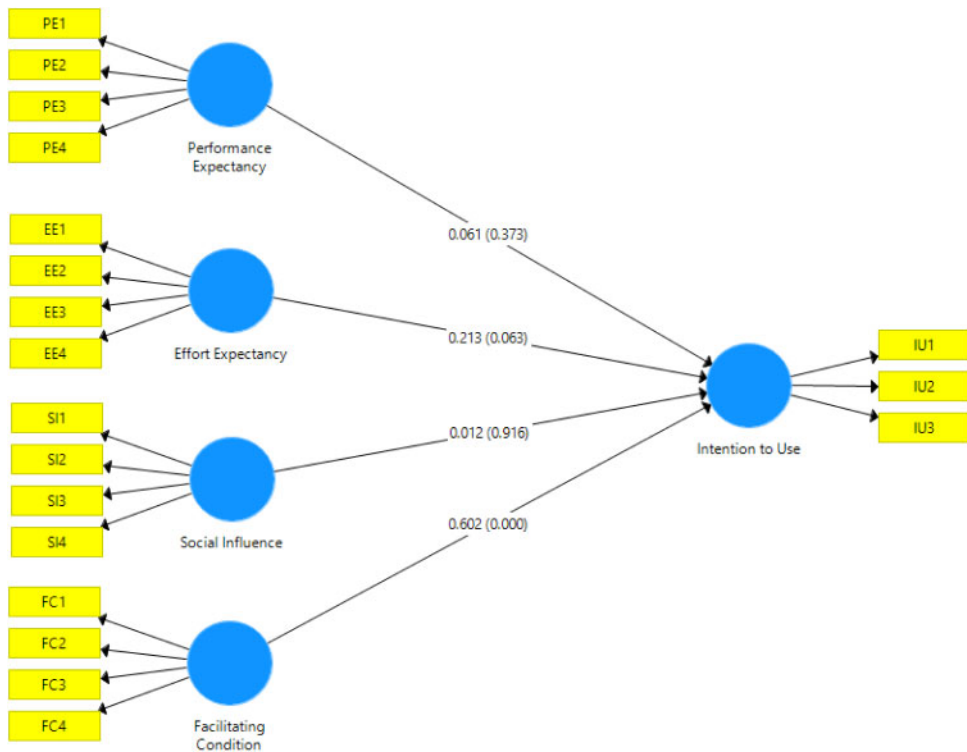 PE1
PE2
PE3
PE4
Performance
Expectancy
0.061 (0.373)
EE1
EE2
EE3
EE4
Effort Expectancy
0.213 (0.063)
SI1
SI2
SI3
SI4
Social Influence
0.012 (0.916)
FC1
FC2
FC3
FC4
Facilitating
Condition
0.602 (0.000)
Intention to Use
IU1
IU2
IU3